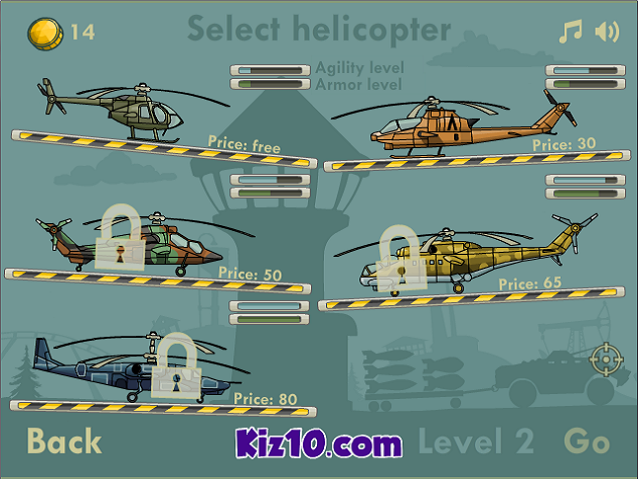 14
Select helicopter
Agility level
Armor level
Price: free
Price: 30
Price: 50
Price: 65
Price: 80
Back
Kiz10.com
Level 2
Go